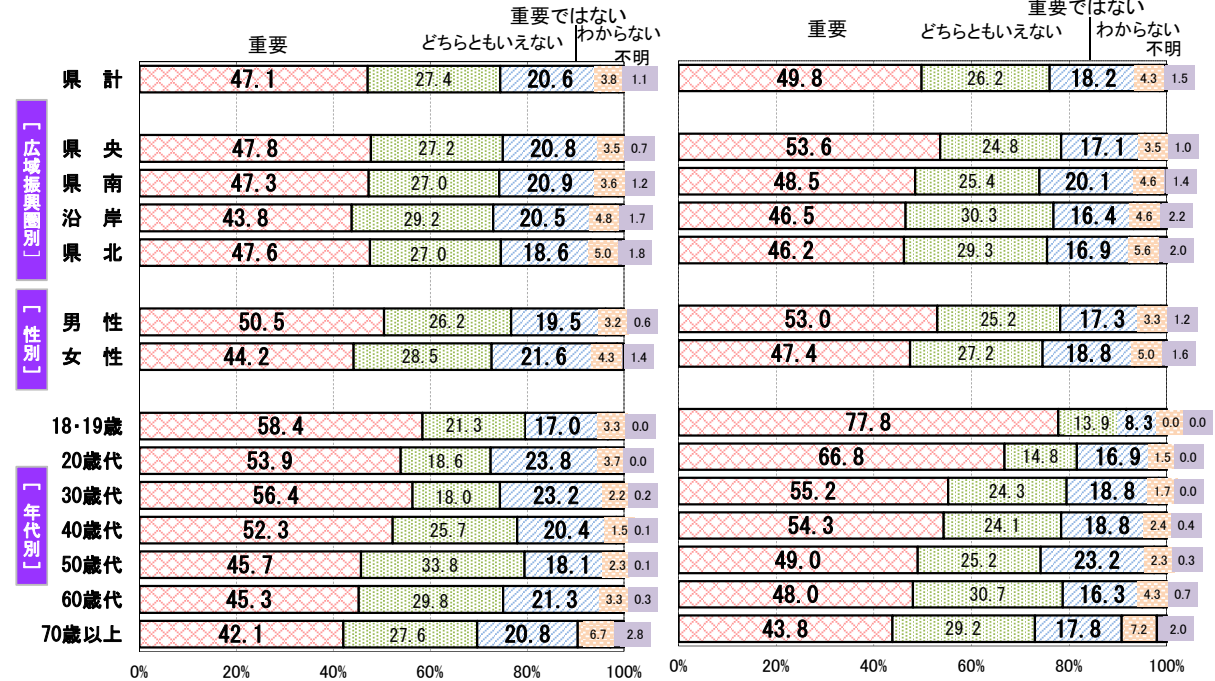 重要ではない 重要ではない
重要 どちらともいえない わからない 重要 どちらともいえない わからない
不明 不明
県 計 47.1 27.4 20.6 3.8 1.1 49.8 26.2 18.2 4.3 1.5
[広域振興圏別]
県 央 47.8 27.2 20.8 3.5 0.7 53.6 24.8 17.1 3.5 1.0
県 南 47.3 27.0 20.9 3.6 1.2 48.5 25.4 20.1 4.6 1.4
沿 岸 43.8 29.2 20.5 4.8 1.7 46.5 30.3 16.4 4.6 2.2
県 北 47.6 27.0 18.6 5.0 1.8 46.2 29.3 16.9 5.6 2.0
[性別]
男 性 50.5 26.2 19.5 3.2 0.6 53.0 25.2 17.3 3.3 1.2
女 性 44.2 28.5 21.6 4.3 1.4 47.4 27.2 18.8 5.0 1.6
[年代別]
18・19歳 58.4 21.3 17.0 3.3 0.0 77.8 13.9 8.3 0.0 0.0
20歳代 53.9 18.6 23.8 3.7 0.0 66.8 14.8 16.9 1.5 0.0
30歳代 56.4 18.0 23.2 2.2 0.2 55.2 24.3 18.8 1.7 0.0
40歳代 52.3 25.7 20.4 1.5 0.1 54.3 24.1 18.8 2.4 0.4
50歳代 45.7 33.8 18.1 2.3 0.1 49.0 25.2 23.2 2.3 0.3
60歳代 45.3 29.8 21.3 3.3 0.3 48.0 30.7 16.3 4.3 0.7
70歳以上 42.1 27.6 20.8 6.7 2.8 43.8 29.2 17.8 7.2 2.0
0% 20% 40% 60% 80% 100% 0% 20% 40% 60% 80% 100%